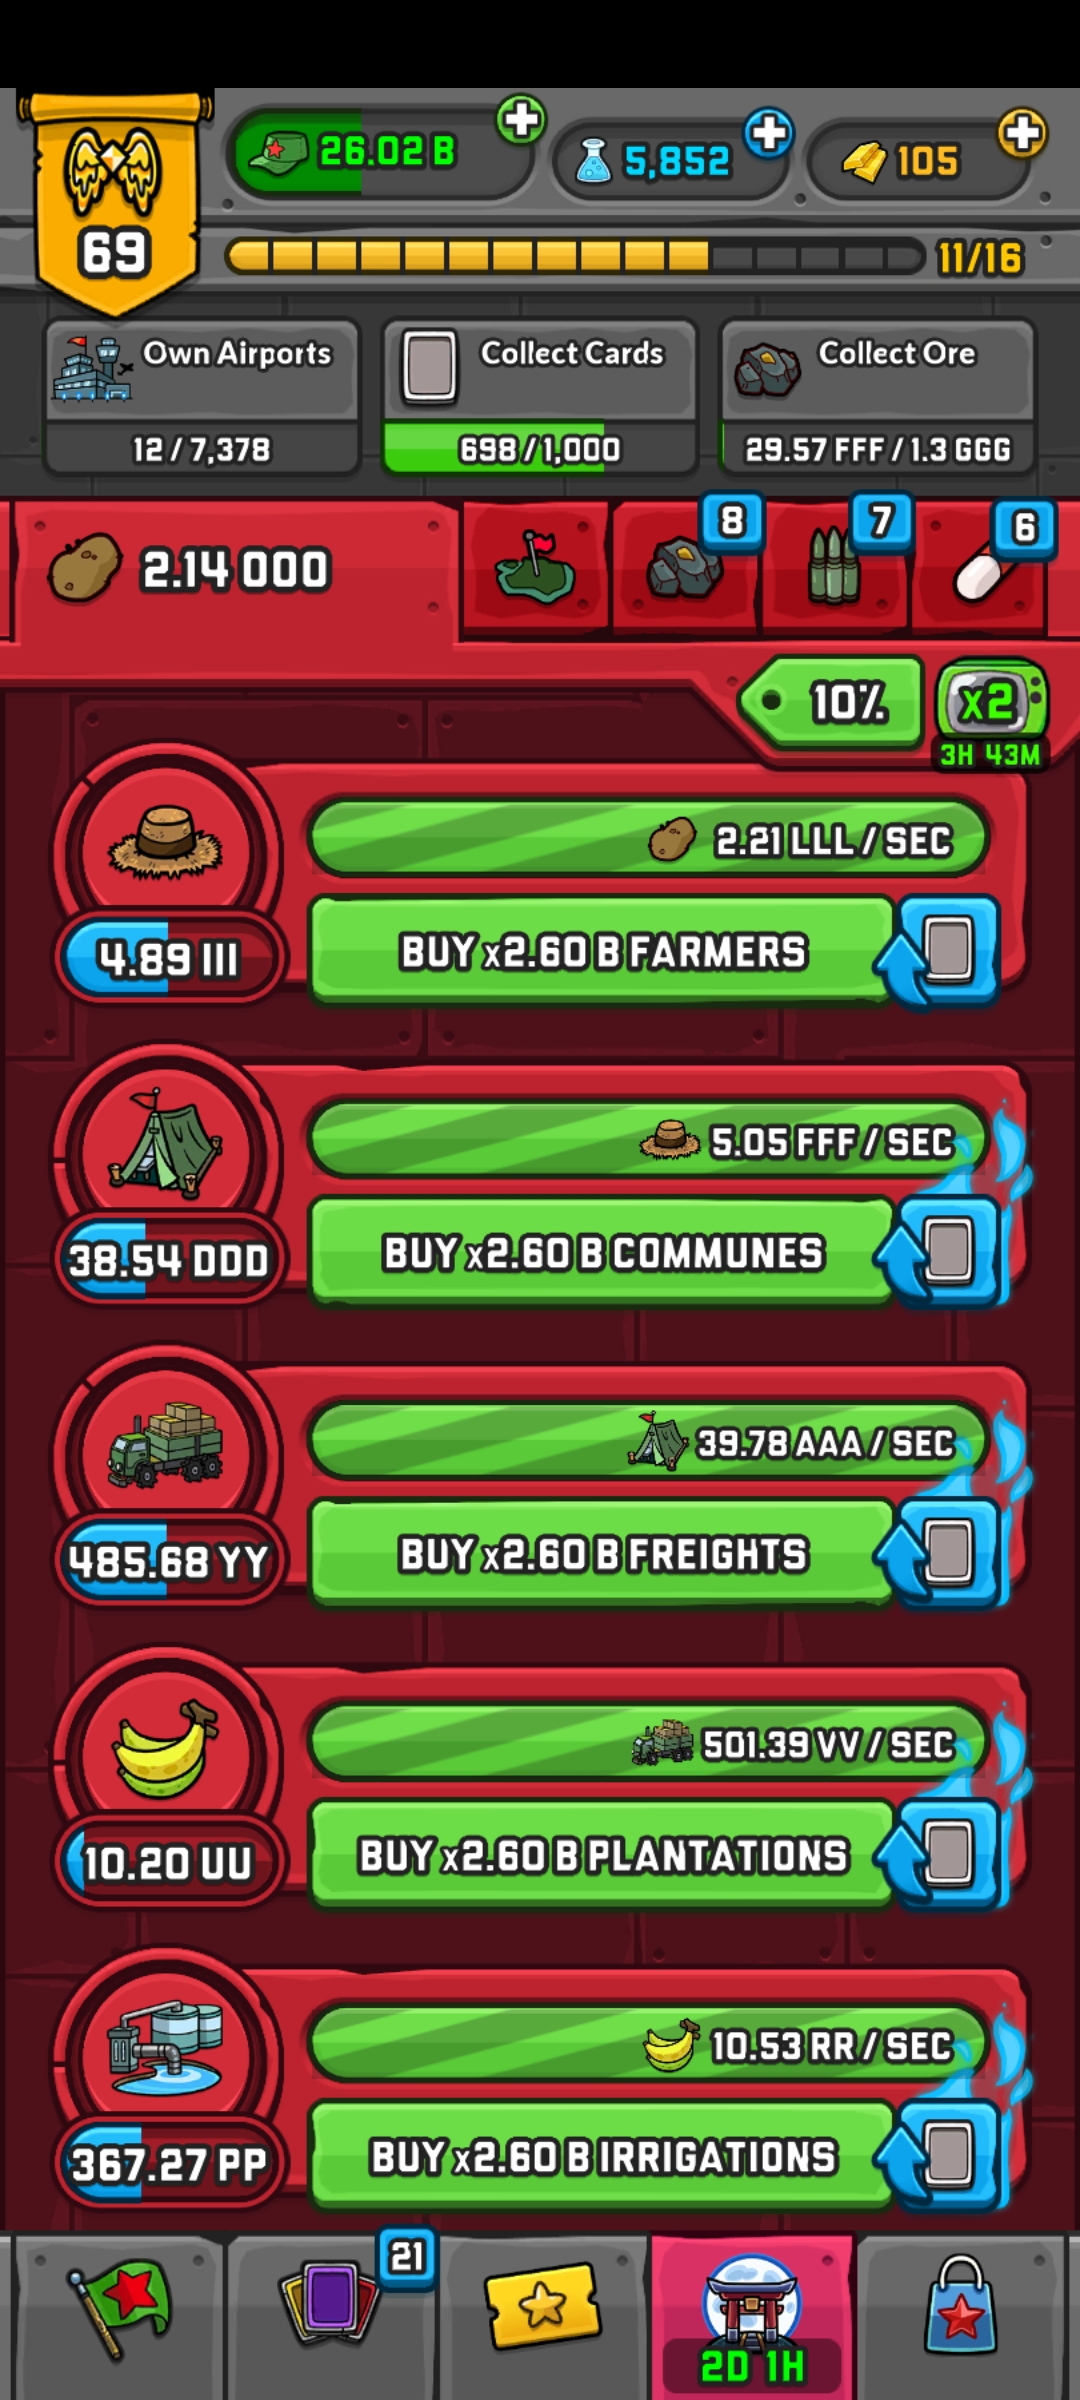 26.02 B
5,852
105
69
11/16
Own Airports
Collect Cards
Collect Ore
12 / 7,378
698 / 1,000
29.57 FFF / 1.3 GGG
2.14 OOO
8
7
6
10%
x2
3H 43M
2.21 LLL / SEC
4.89 III
BUY x2.60 B FARMERS
5.05 FFF / SEC
38.54 DDD
BUY x2.60 B COMMUNES
39.78 AAA / SEC
485.68 YY
BUY x2.60 B FREIGHTS
501.39 VV / SEC
10.20 UU
BUY x2.60 B PLANTATIONS
10.53 RR / SEC
367.27 PP
BUY x2.60 B IRRIGATIONS
21
2D 1H